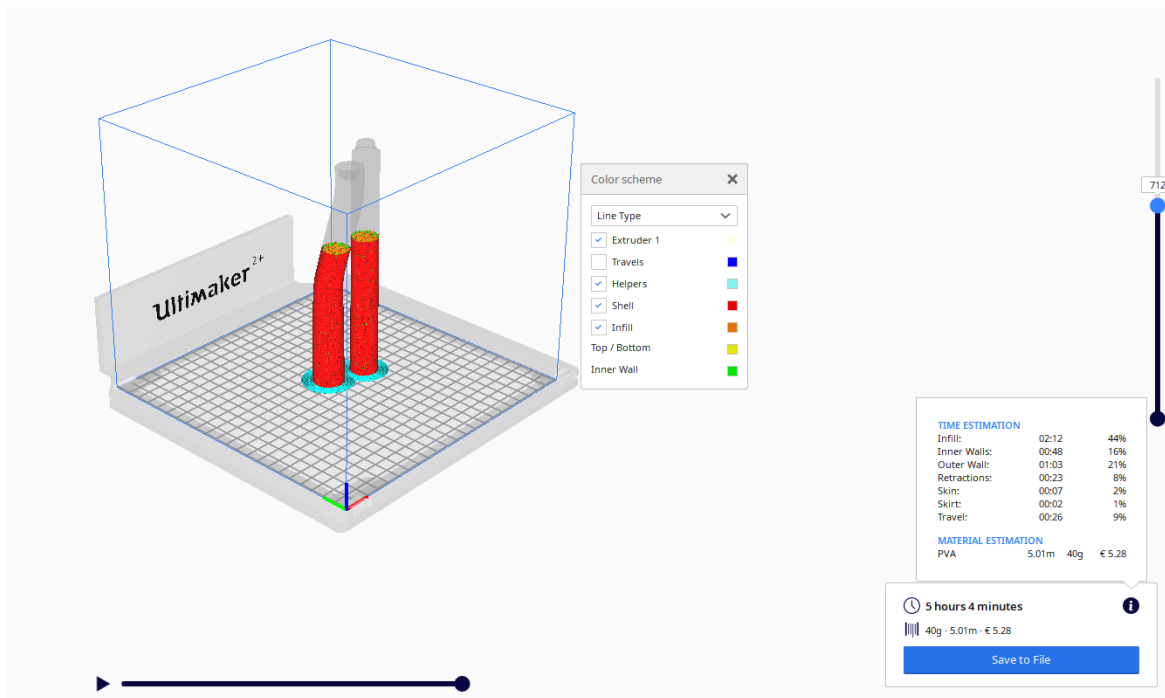 Ultimaker 2+
Color scheme
Line Type
712
Extruder 1
Travels
Helpers
Shell
Infill
Top / Bottom
Inner Wall
TIME ESTIMATION
Infill: 02:12 44%
Inner Walls: 00:48 16%
Outer Wall: 01:03 21%
Retractions: 00:23 8%
Skin: 00:07 2%
Skirt: 00:02 1%
Travel: 00:26 9%
MATERIAL ESTIMATION
PVA 5.01m 40g € 5.28
5 hours 4 minutes
40g · 5.01m · € 5.28
Save to File